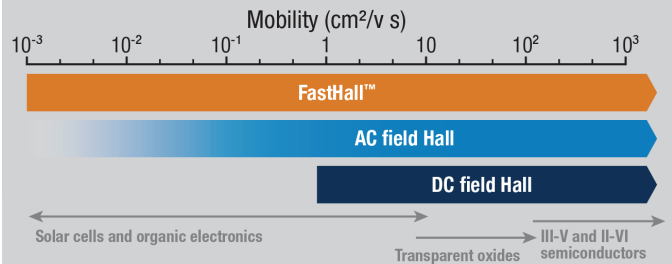 Mobility (cm²/v s)
10⁻³ 10⁻² 10⁻¹ 1 10 10² 10³
FastHall™
AC field Hall
DC field Hall
Solar cells and organic electronics
Transparent oxides
III-V and II-VI
semiconductors